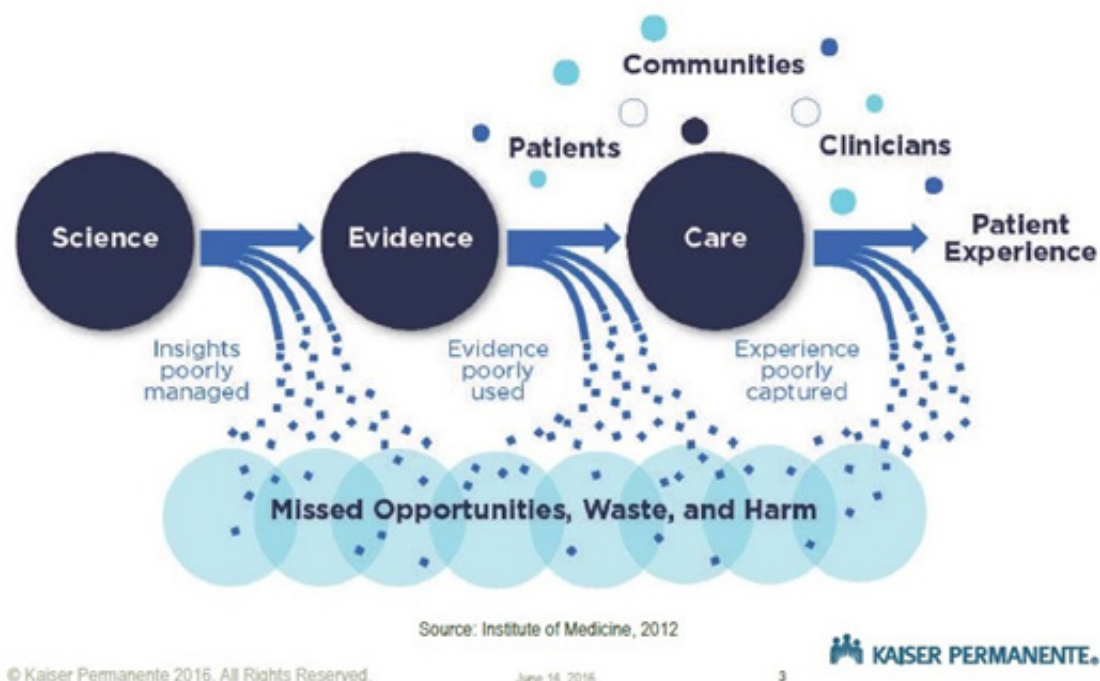 Communities
Patients
Clinicians
Science
Evidence
Care
Patient
Experience
Insights
poorly
managed
Evidence
poorly
used
Experience
poorly
captured
Missed Opportunities, Waste, and Harm
Source: Institute of Medicine, 2012
KAISER PERMANENTE®
© Kaiser Permanente 2016. All Rights Reserved.
June 16, 2016
3